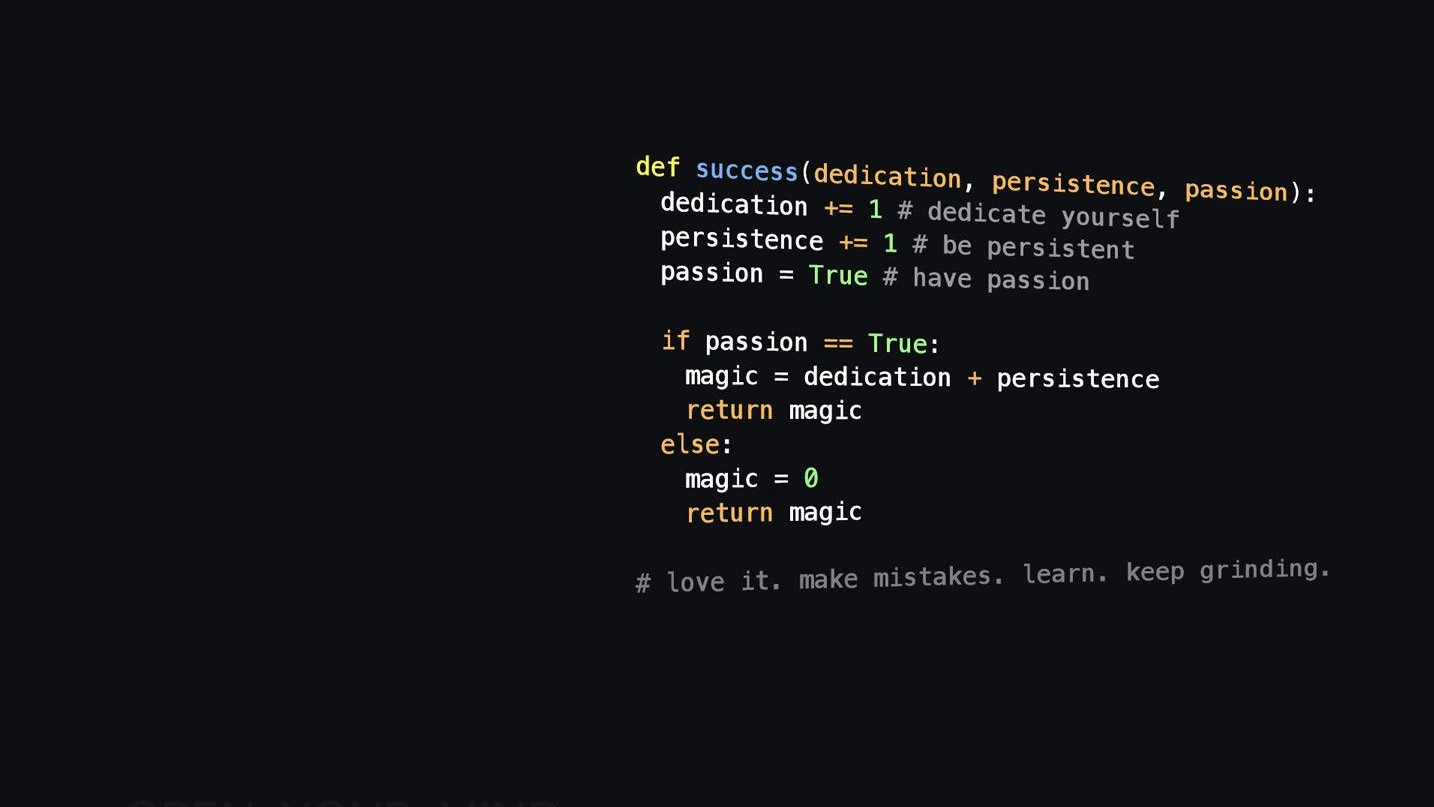 def success(dedication, persistence, passion):
  dedication += 1 # dedicate yourself
  persistence += 1 # be persistent
  passion = True # have passion
  if passion == True:
    magic = dedication + persistence
    return magic
  else:
    magic = 0
    return magic
# love it. make mistakes. learn. keep grinding.